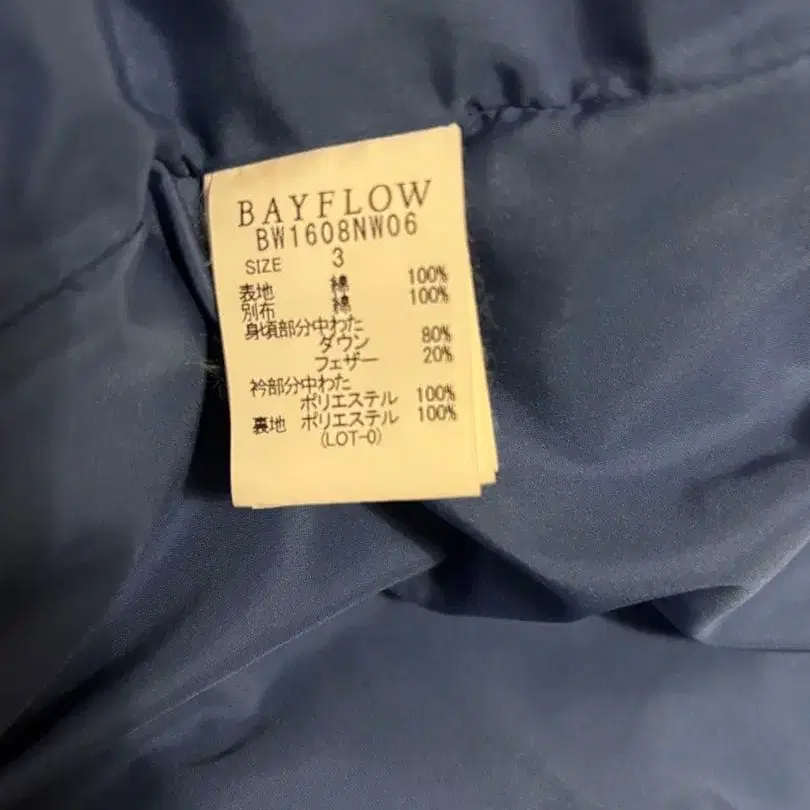 BAYFLOW
BW1608NW06
SIZE 3
表地 綿 100%
別布 綿 100%
身頃部分中わた
ダウン 80%
フェザー 20%
衿部分中わた
ポリエステル 100%
裏地 ポリエステル 100%
(LOT-0)